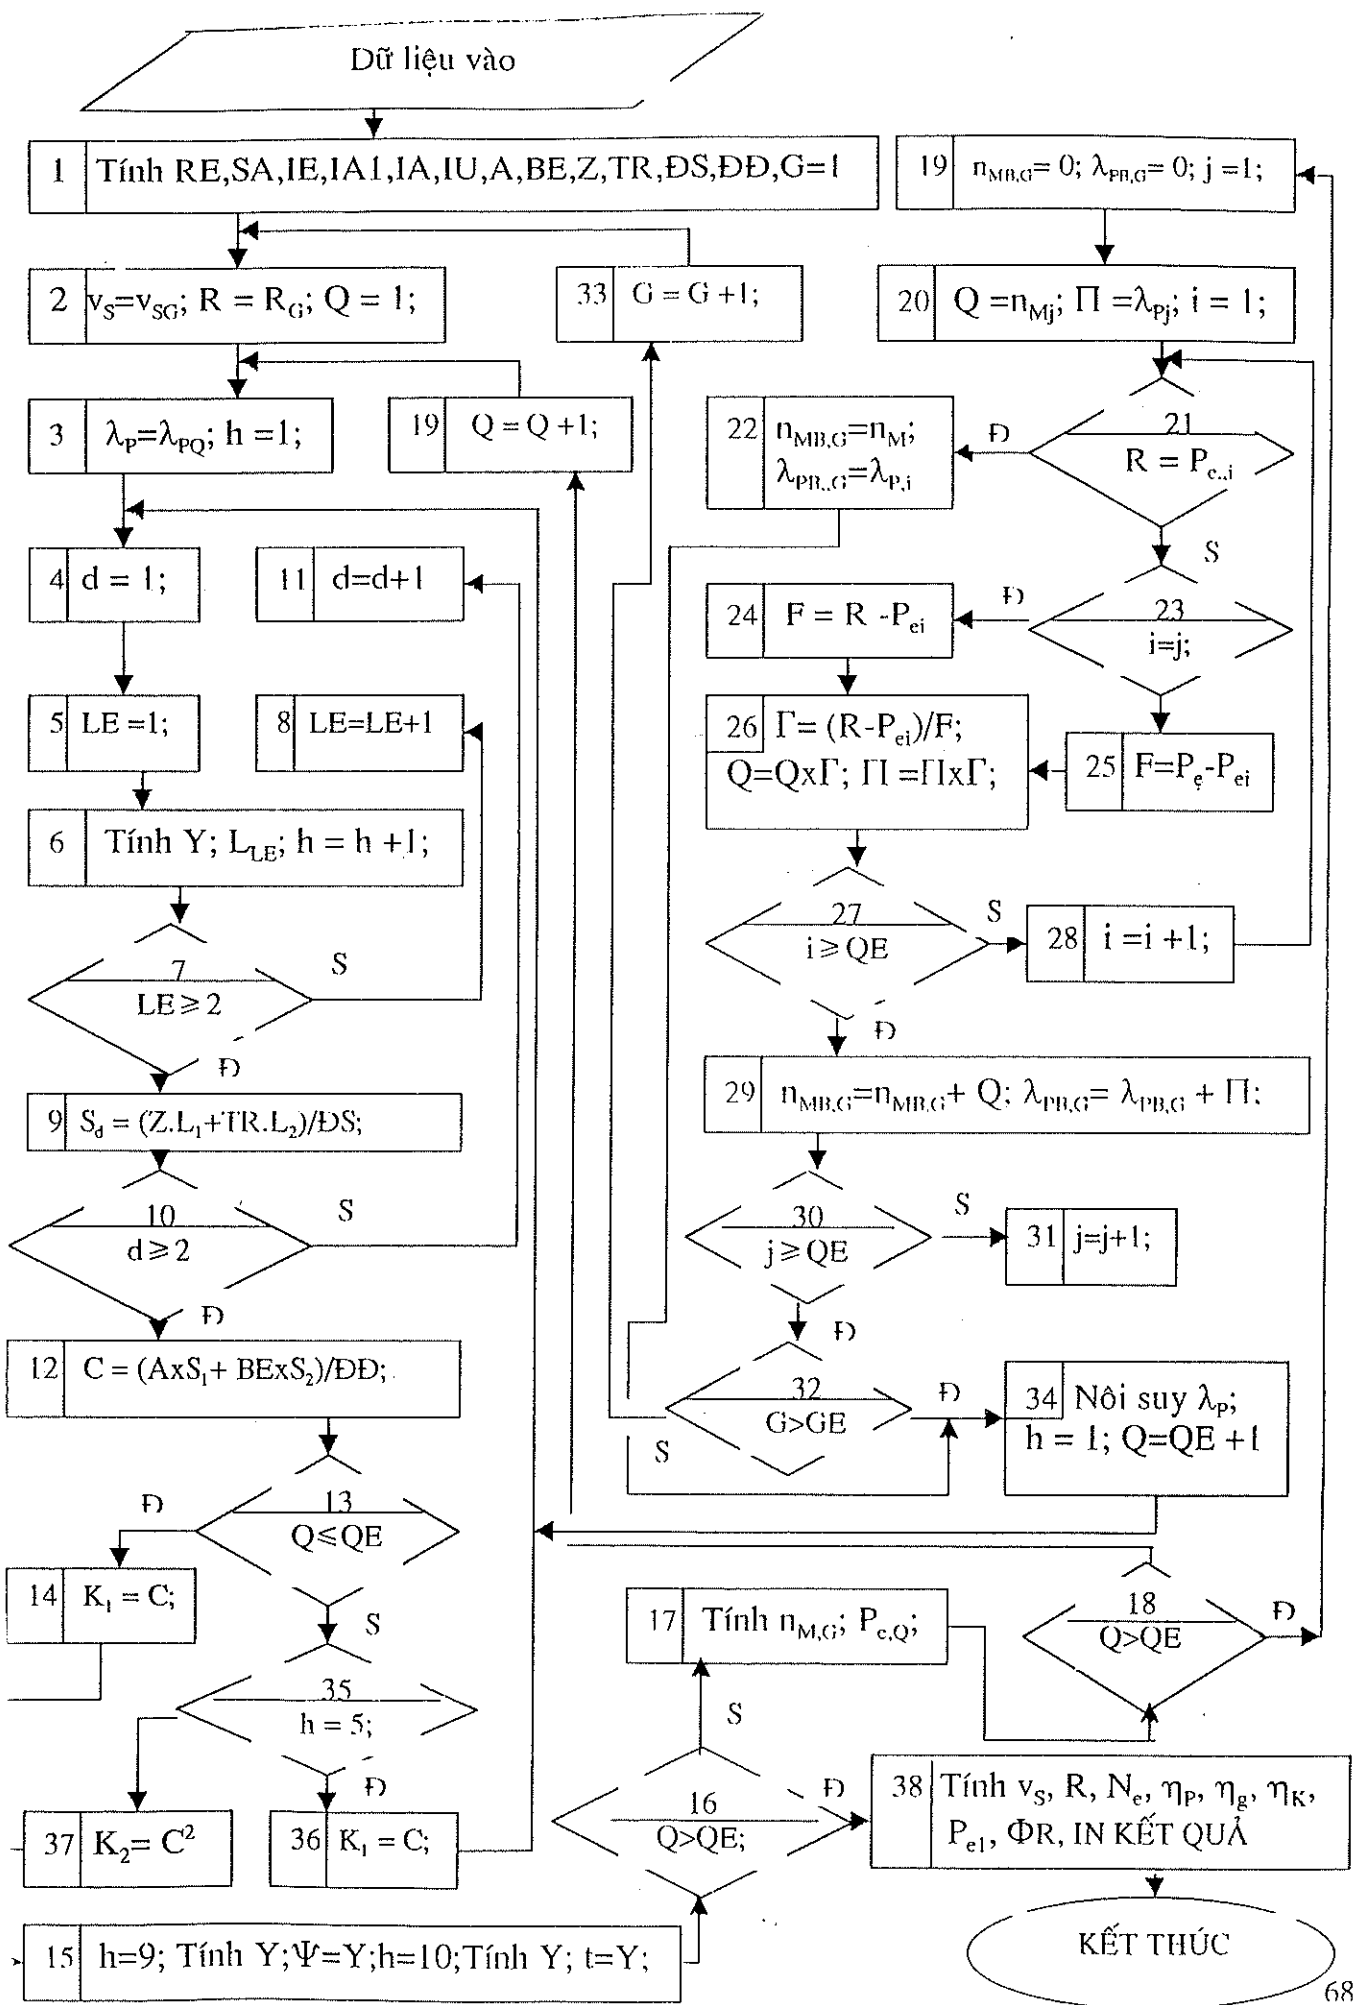 Dữ liệu vào
1 Tính RE,SA,IE,IA1,IA,IU,A,BE,Z,TR,ĐS,ĐĐ,G=1
2 v_S=v_SG; R = R_G; Q = 1;
3 λ_P=λ_PQ; h =1;
4 d = 1;
11 d=d+1
5 LE =1;
8 LE=LE+1
6 Tính Y; L_LE; h = h +1;
7
LE ≥ 2
S
Đ
9 S_d = (Z.L_1+TR.L_2)/ĐS;
10
d ≥ 2
S
Đ
12 C = (AxS_1+ BExS_2)/ĐĐ;
13
Q ≤ QE
Đ
S
14 K_1 = C;
35
h = 5;
Đ
37 K_2= C^2
36 K_1 = C;
15 h=9; Tính Y;Ψ=Y;h=10;Tính Y; t=Y;
16
Q>QE;
S
Đ
17 Tính n_M,G; P_e,Q;
18
Q>QE
Đ
33 G = G +1;
19 Q = Q +1;
19 n_MB,G= 0; λ_PB,G= 0; j =1;
20 Q =n_Mj; Π =λ_Pj; i = 1;
21
R = P_e..i
Đ
S
22 n_MB,G=n_M;
λ_PB..G=λ_P,i
23
i=j;
Đ
24 F = R -P_ei
25 F=P_e-P_ei
26 Γ= (R-P_ei)/F;
Q=QxΓ; Π =ΠxΓ;
27
i ≥ QE
S
Đ
28 i =i +1;
29 n_MB,G=n_MB,G+ Q; λ_PB,G= λ_PB,G + Π;
30
j ≥ QE
S
Đ
31 j=j+1;
32
G>GE
Đ
S
34 Nôi suy λ_P;
h = 1; Q=QE +1
38 Tính v_S, R, N_e, η_P, η_g, η_K,
P_e1, ΦR, IN KẾT QUẢ
KẾT THÚC
68